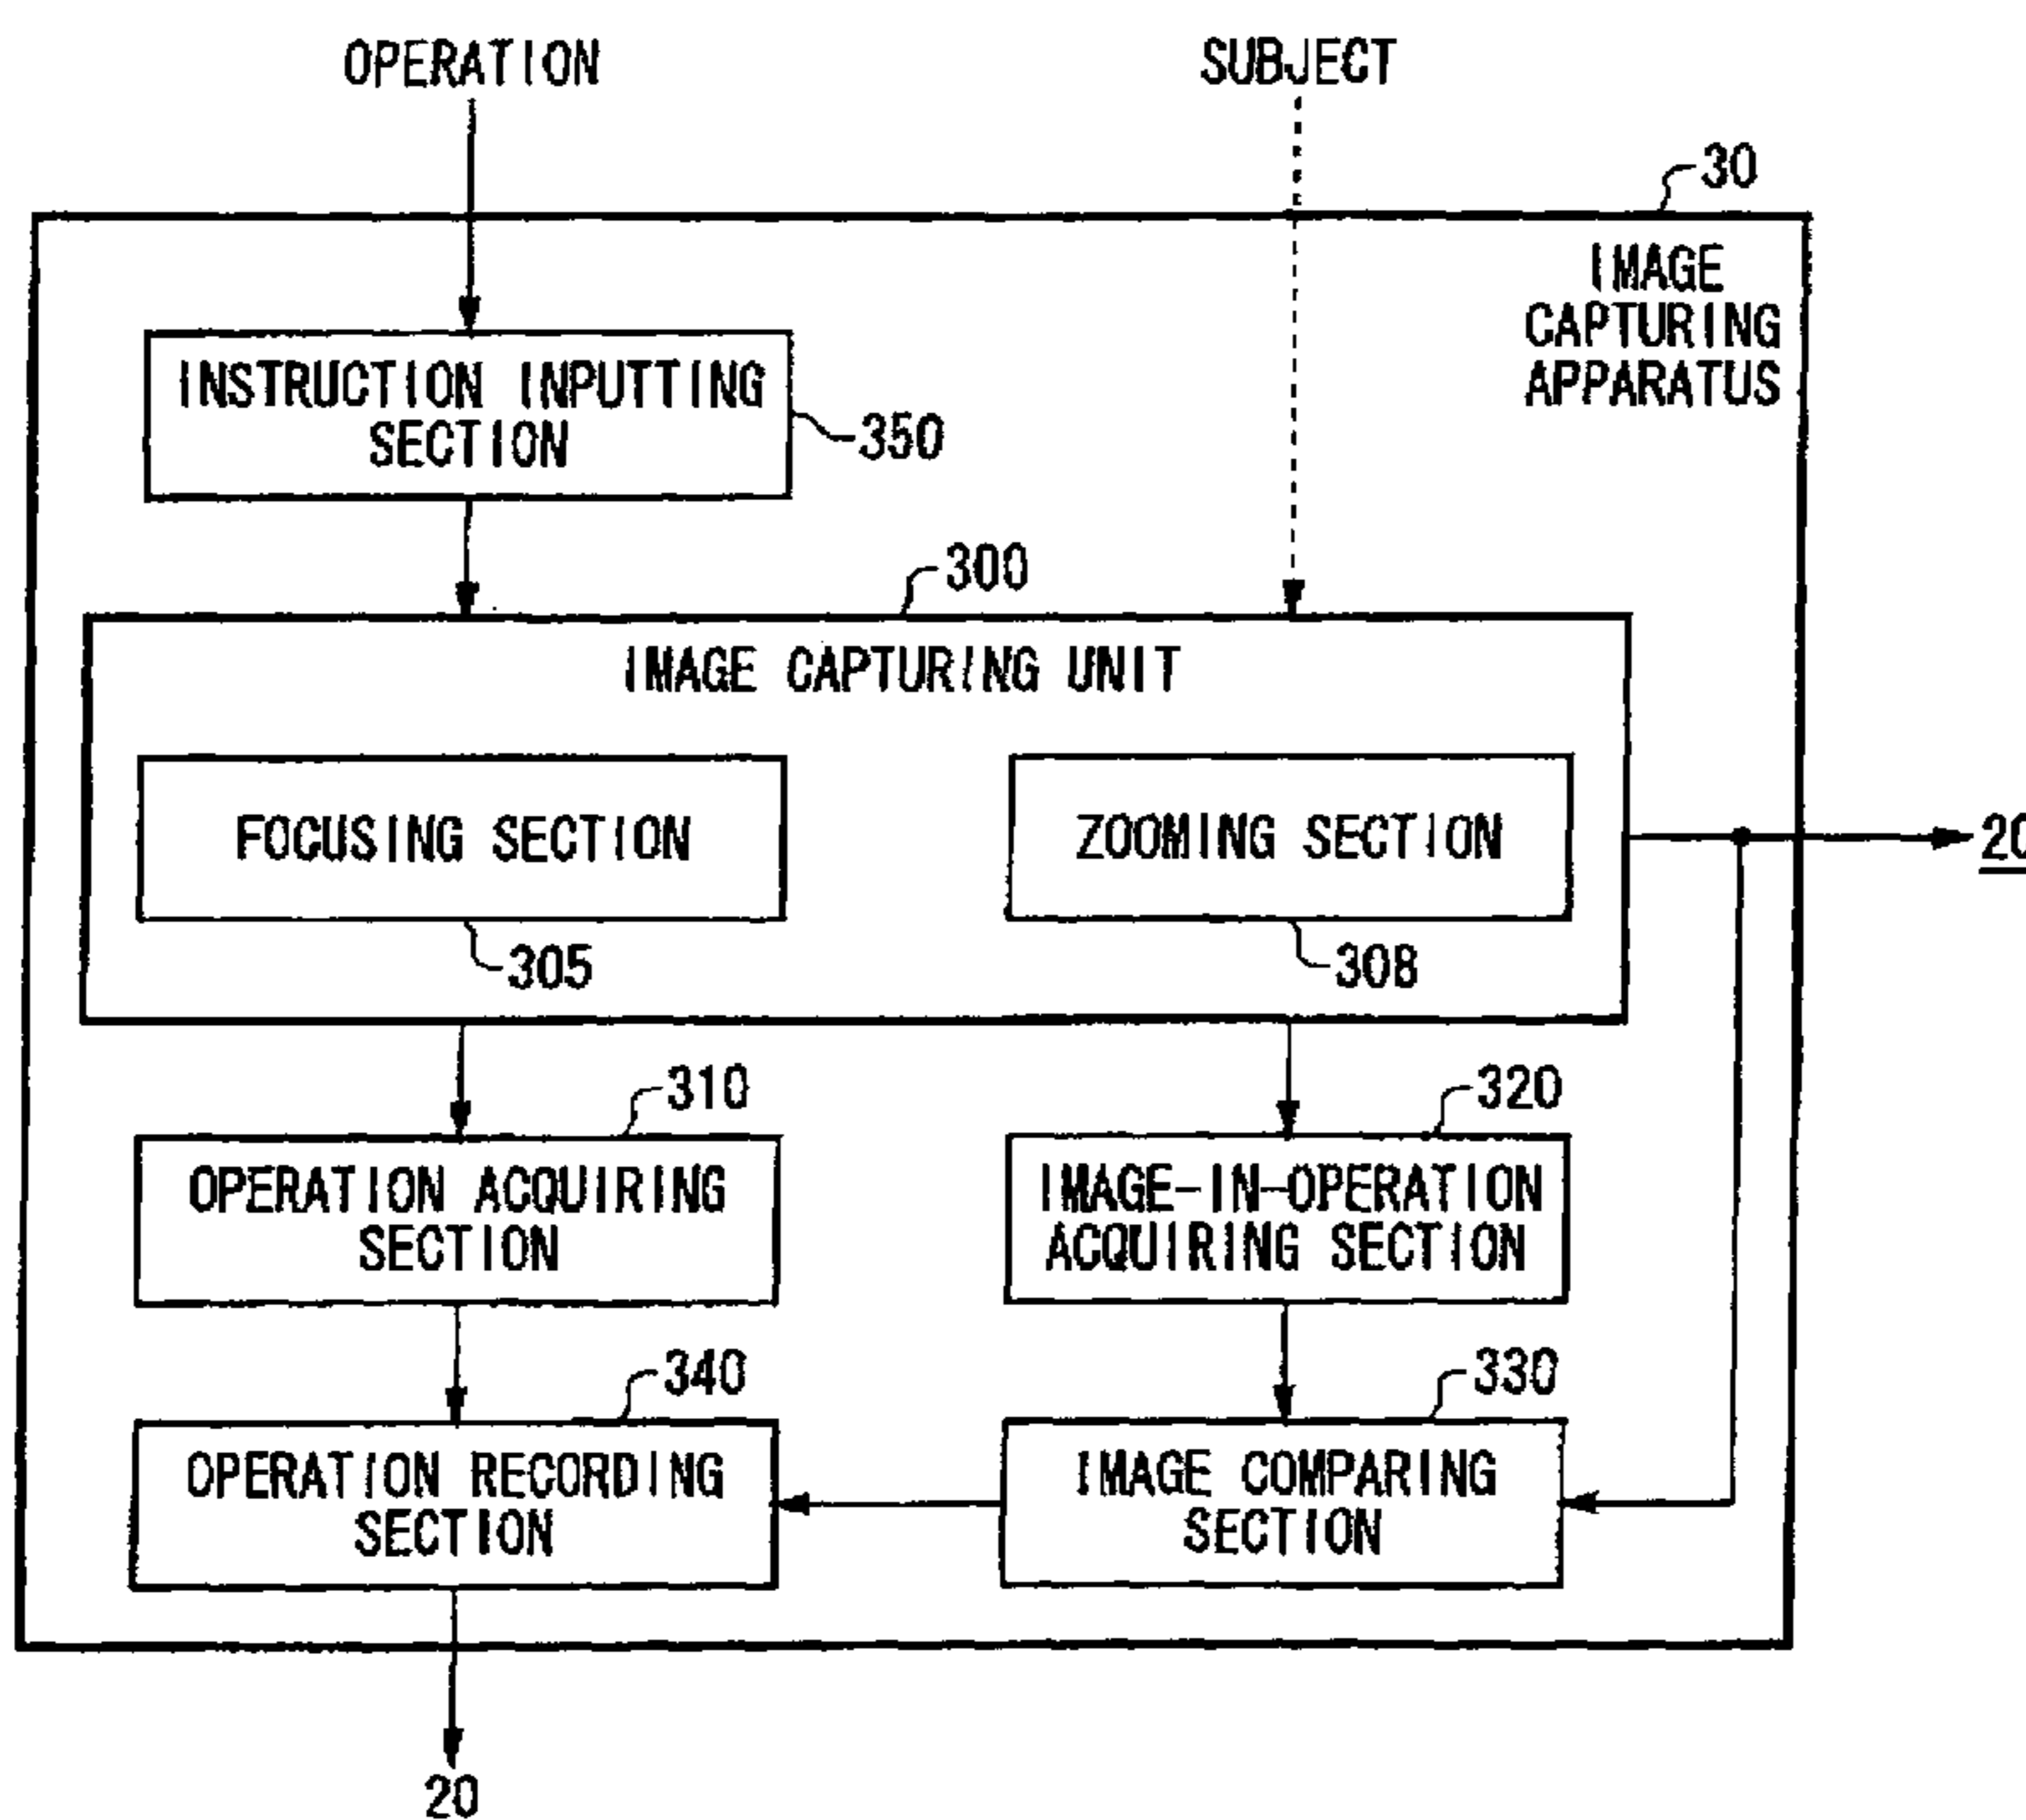 OPERATION
SUBJECT
30
IMAGE
CAPTURING
APPARATUS
INSTRUCTION INPUTTING
SECTION
350
300
IMAGE CAPTURING UNIT
FOCUSING SECTION
ZOOMING SECTION
20
305
308
310
320
OPERATION ACQUIRING
SECTION
IMAGE-IN-OPERATION
ACQUIRING SECTION
340
330
OPERATION RECORDING
SECTION
IMAGE COMPARING
SECTION
20